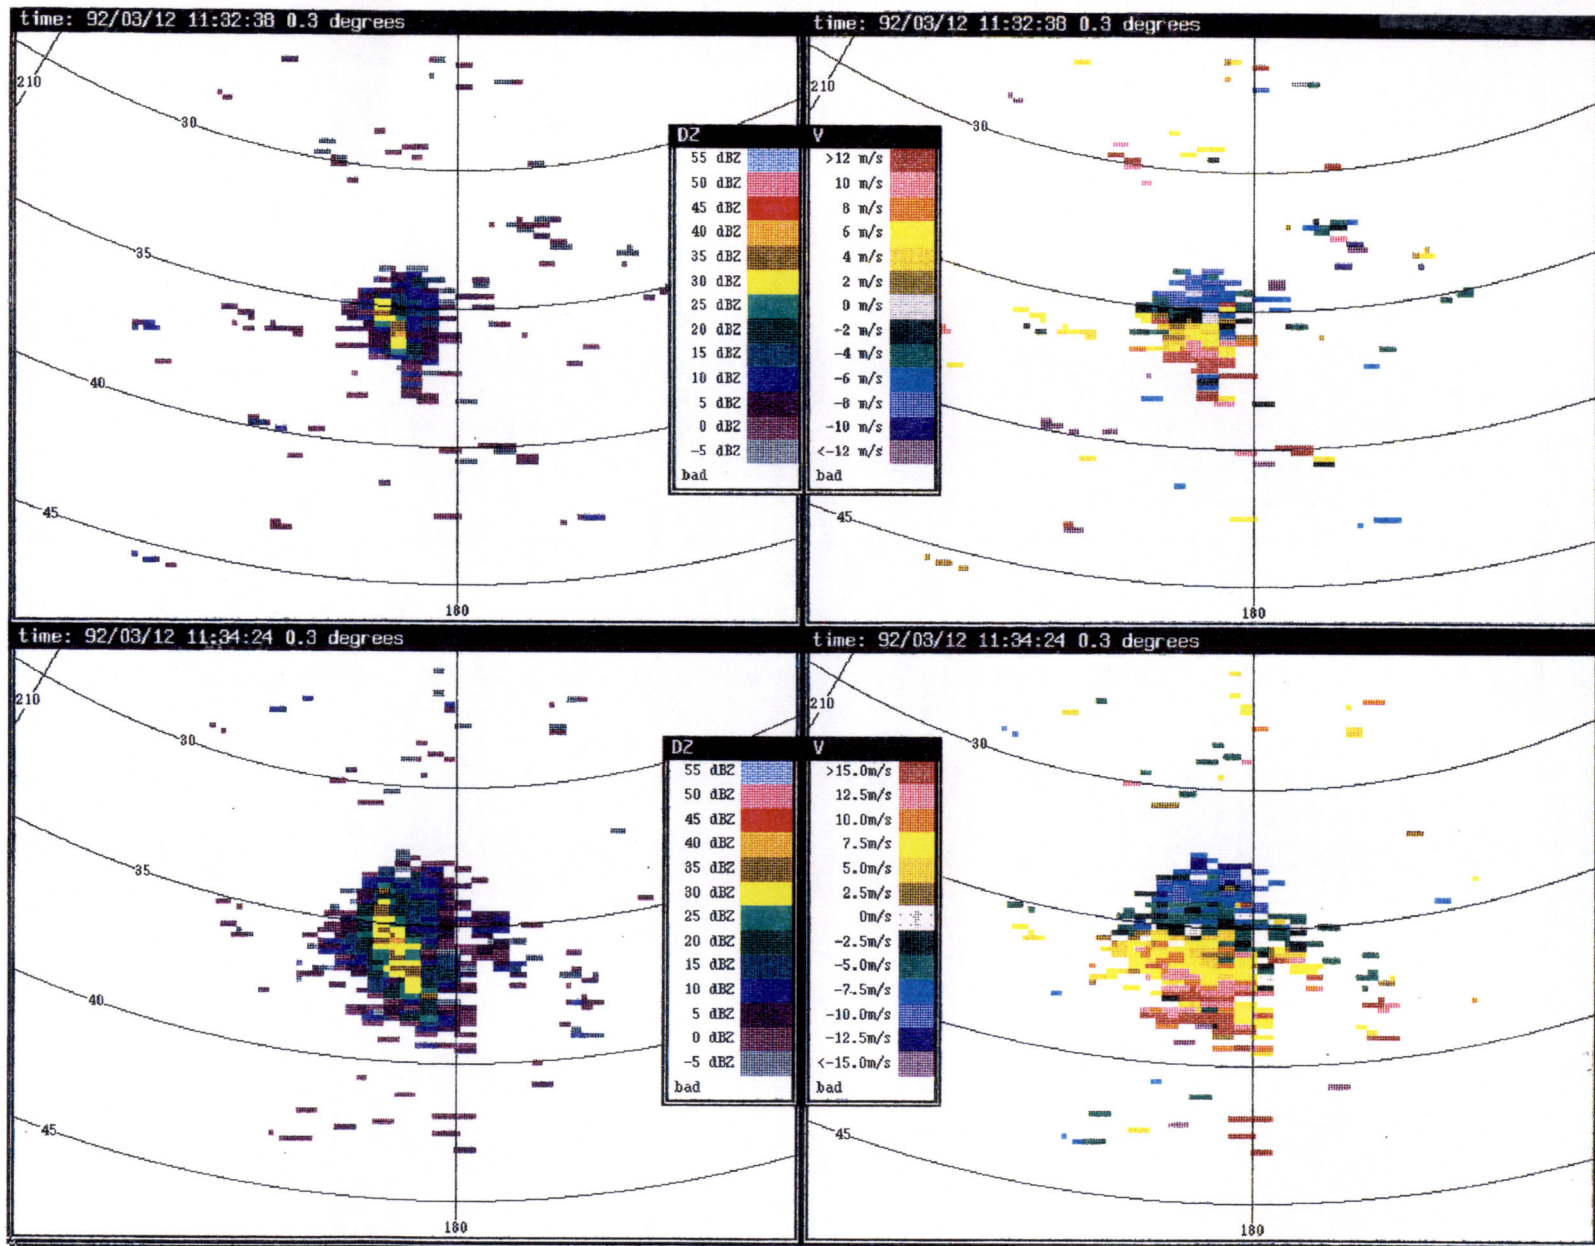 time: 92/03/12 11:32:38 0.3 degrees
210
30
35
40
45
180
DZ
55 dBZ
50 dBZ
45 dBZ
40 dBZ
35 dBZ
30 dBZ
25 dBZ
20 dBZ
15 dBZ
10 dBZ
5 dBZ
0 dBZ
-5 dBZ
bad
time: 92/03/12 11:32:38 0.3 degrees
210
30
45
180
V
>12 m/s
10 m/s
8 m/s
6 m/s
4 m/s
2 m/s
0 m/s
-2 m/s
-4 m/s
-6 m/s
-8 m/s
-10 m/s
<-12 m/s
bad
time: 92/03/12 11:34:24 0.3 degrees
210
30
35
40
45
180
DZ
55 dBZ
50 dBZ
45 dBZ
40 dBZ
35 dBZ
30 dBZ
25 dBZ
20 dBZ
15 dBZ
10 dBZ
5 dBZ
0 dBZ
-5 dBZ
bad
time: 92/03/12 11:34:24 0.3 degrees
210
30
45
180
V
>15.0m/s
12.5m/s
10.0m/s
7.5m/s
5.0m/s
2.5m/s
0m/s
-2.5m/s
-5.0m/s
-7.5m/s
-10.0m/s
-12.5m/s
<-15.0m/s
bad